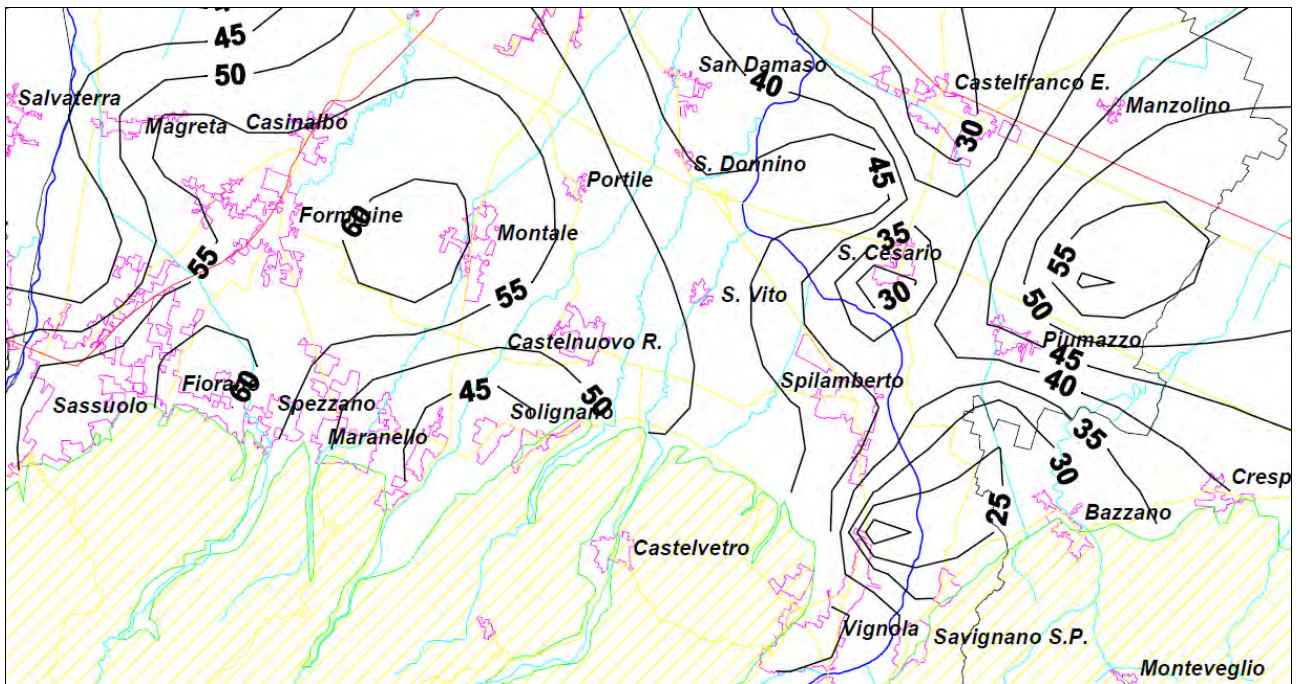 45
50
San Damaso
40
Castelfranco E.
Salvaterra
Manzolino
Magreta
Casinalbo
30
S. Donnino
45
Portile
60
Formigine
Montale
35
S. Cesario
55
55
30
S. Vito
55
50
Castelnuovo R.
Piumazzo
45
Fiorano
60
Spilamberto
40
Sassuolo
Spezzano
45
Solignano
50
Maranello
35
30
Cresp
25
Bazzano
Castelvetro
Vignola
Savignano S.P.
Monteveglio